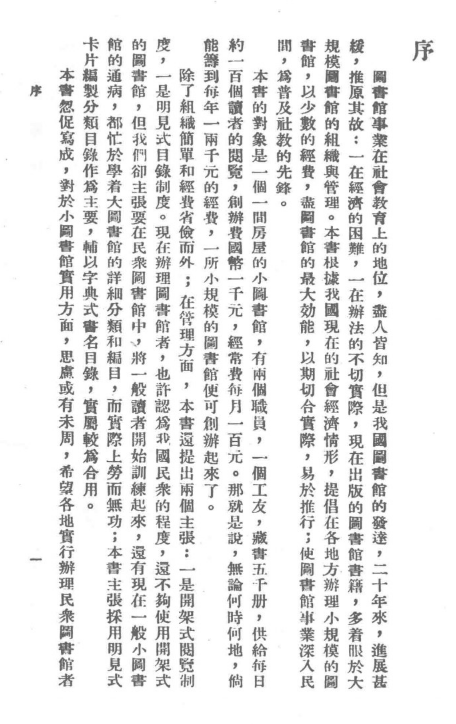 序
圖書館事業在社會教育上的地位，盡人皆知，但是我國圖書館的發達，二十年來，進展甚
緩，推原其故：一在經濟的困難，一在辦法的不切實際，現在出版的圖書館書籍，多着眼於大
規模圖書館的組織與管理。本書根據我國現在的社會經濟情形，提倡在各地方辦理小規模的圖
書館，以少數的經費，盡圖書館的最大效能，以期切合實際，易於推行；使圖書館事業深入民
間，爲普及社教的先鋒。
本書的對象是一個一間房屋的小圖書館，有兩個職員，一個工友，藏書五千册，供給每日
約一百個讀者的閱覽，創辦費國幣一千元，經常費每月一百元。那就是說，無論何時何地，倘
能籌到每年一兩千元的經費，一所小規模的圖書館便可創辦起來了。
除了組織簡單和經費省儉而外；在管理方面，本書還提出兩個主張：一是開架式閱覽制
度，一是明見式目錄制度。現在辦理圖書館者，也許認爲我國民衆的程度，還不夠使用開架式
的圖書館，但我們卻主張要在民衆圖書館中，將一般讀者開始訓練起來，還有現在一般小圖書
館的通病，都忙於學着大圖書館的詳細分類和編目，而實際上勞而無功；本書主張採用明見式
卡片編製分類目錄作爲主要，輔以字典式書名目錄，實屬較爲合用。
本書怱促寫成，對於小圖書館實用方面，思慮或有未周，希望各地實行辦理民衆圖書館者
序
一